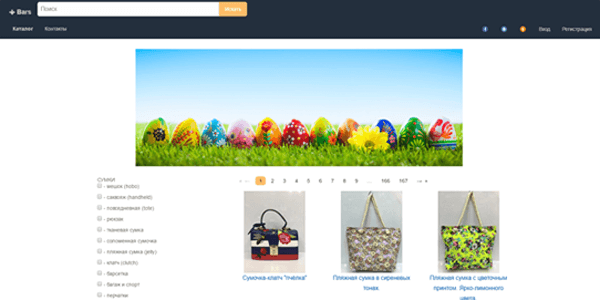 Bars
Поиск
Искать
Каталог
Контакты
Вход
Регистрация
СУМКИ
- мешок (hobo)
- саквояж (handheld)
- повседневная (tote)
- рюкзак
- тканевая сумка
- соломенная сумочка
- пляжная сумка (jelly)
- клатч (clutch)
- барсетка
- багаж и спорт
- перчатки
1 2 3 4 5 6 7 8 9 ... 166 167
Сумочка-клатч "пчёлка"
Пляжная сумка в сиреневых
тонах
Пляжная сумка с цветочным
принтом. Ярко-лимонного
цвета